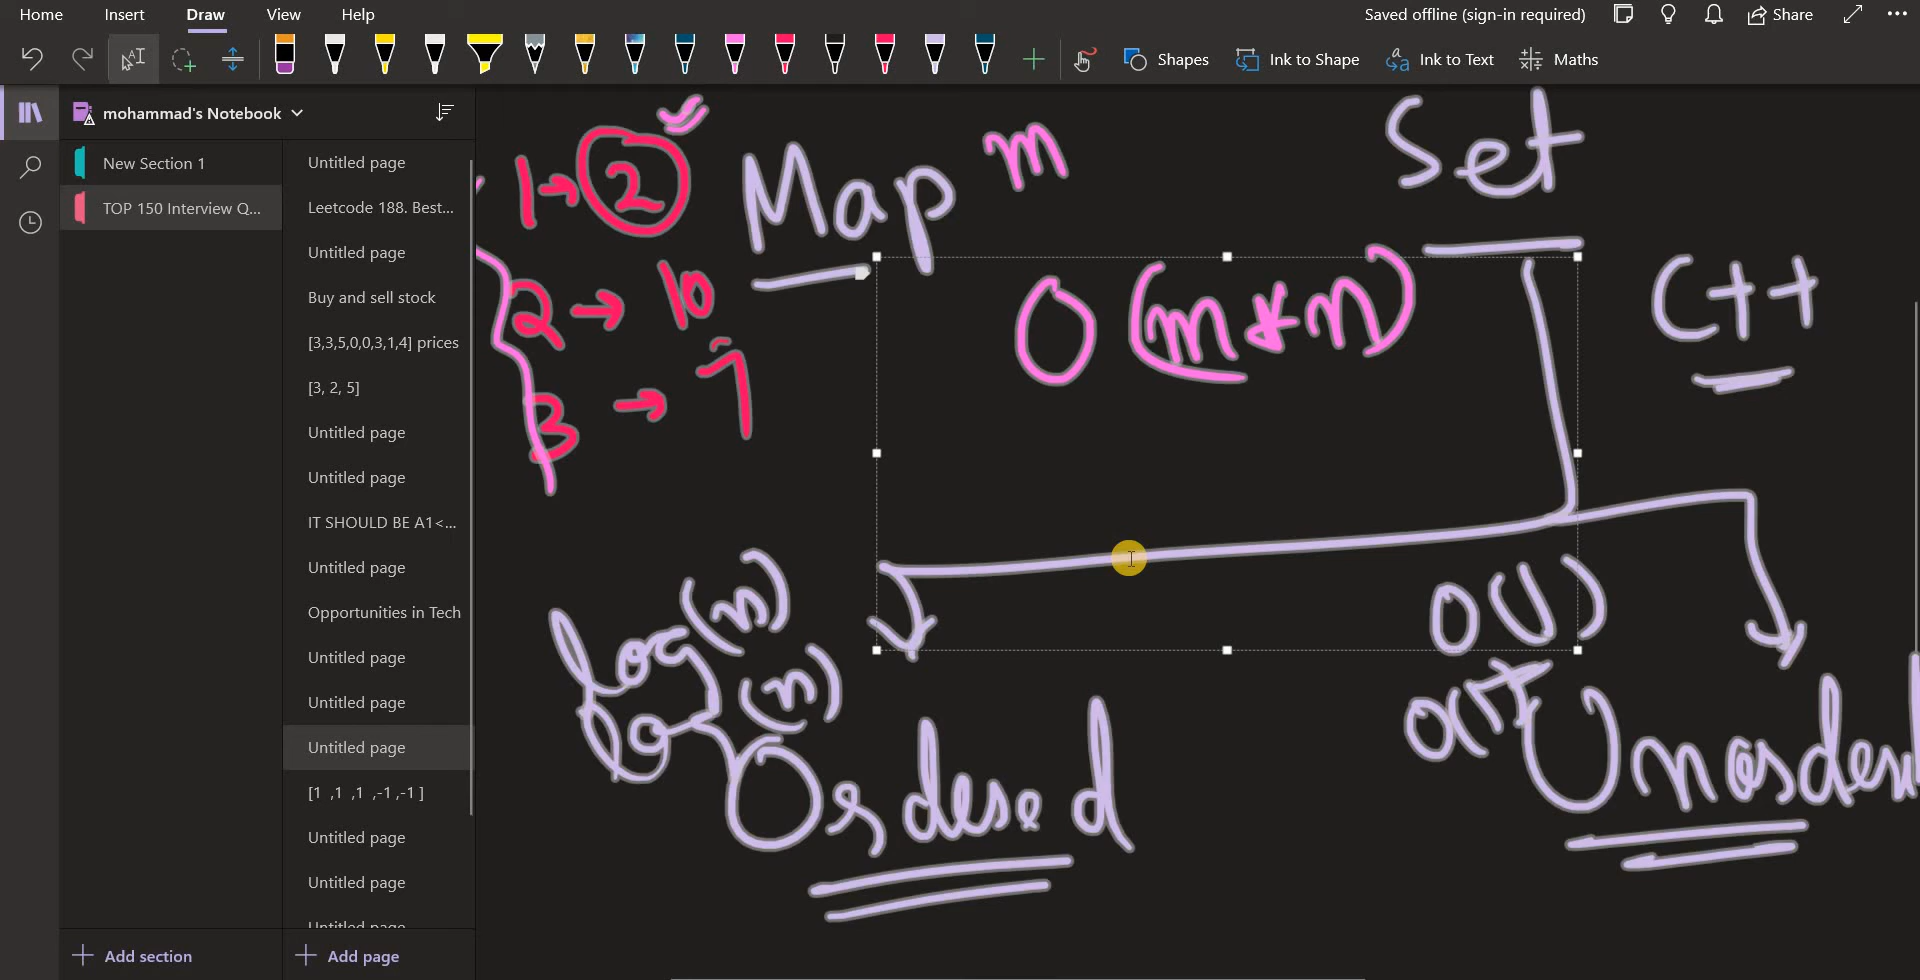 Home Insert Draw View Help
Saved offline (sign-in required) Share
Shapes Ink to Shape Ink to Text Maths
mohammad's Notebook
New Section 1
TOP 150 Interview Q...
Untitled page
Leetcode 188. Best...
Untitled page
Buy and sell stock
[3,3,5,0,0,3,1,4] prices
[3, 2, 5]
Untitled page
Untitled page
IT SHOULD BE A1<...
Untitled page
Opportunities in Tech
Untitled page
Untitled page
Untitled page
[1 ,1 ,1 ,-1 ,-1 ]
Untitled page
Untitled page
Untitled page
Add section
Add page
1→2
2→10
3→7
Map m
Set
O(m*n)
C++
log(n)
log(n)
Ordered
O(1)